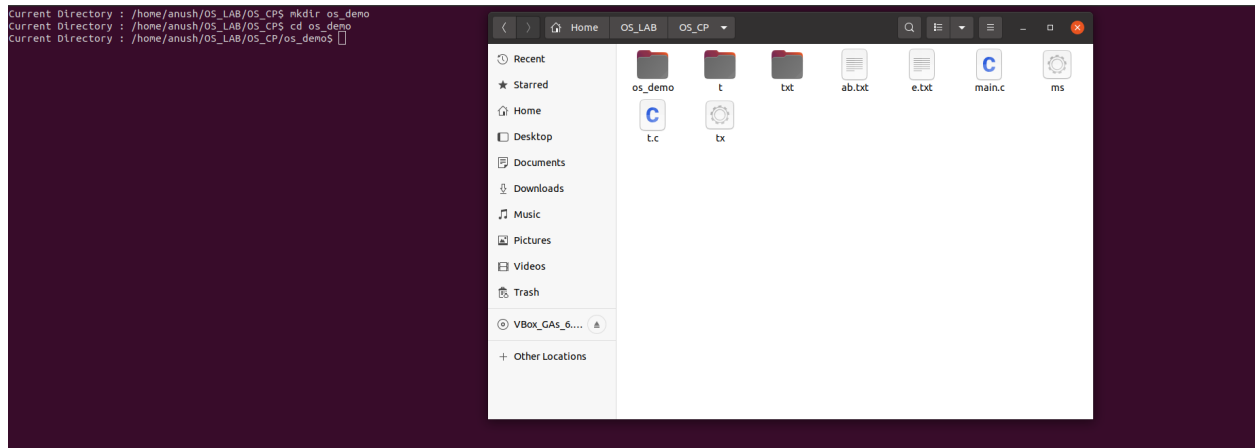 Current Directory : /home/anush/OS_LAB/OS_CP$ mkdir os_demo
Current Directory : /home/anush/OS_LAB/OS_CP$ cd os_demo
Current Directory : /home/anush/OS_LAB/OS_CP/os_demo$
Home OS_LAB OS_CP
Recent
Starred
Home
Desktop
Documents
Downloads
Music
Pictures
Videos
Trash
VBox_GAs_6....
+ Other Locations
os_demo t txt ab.txt e.txt main.c ms
t.c tx